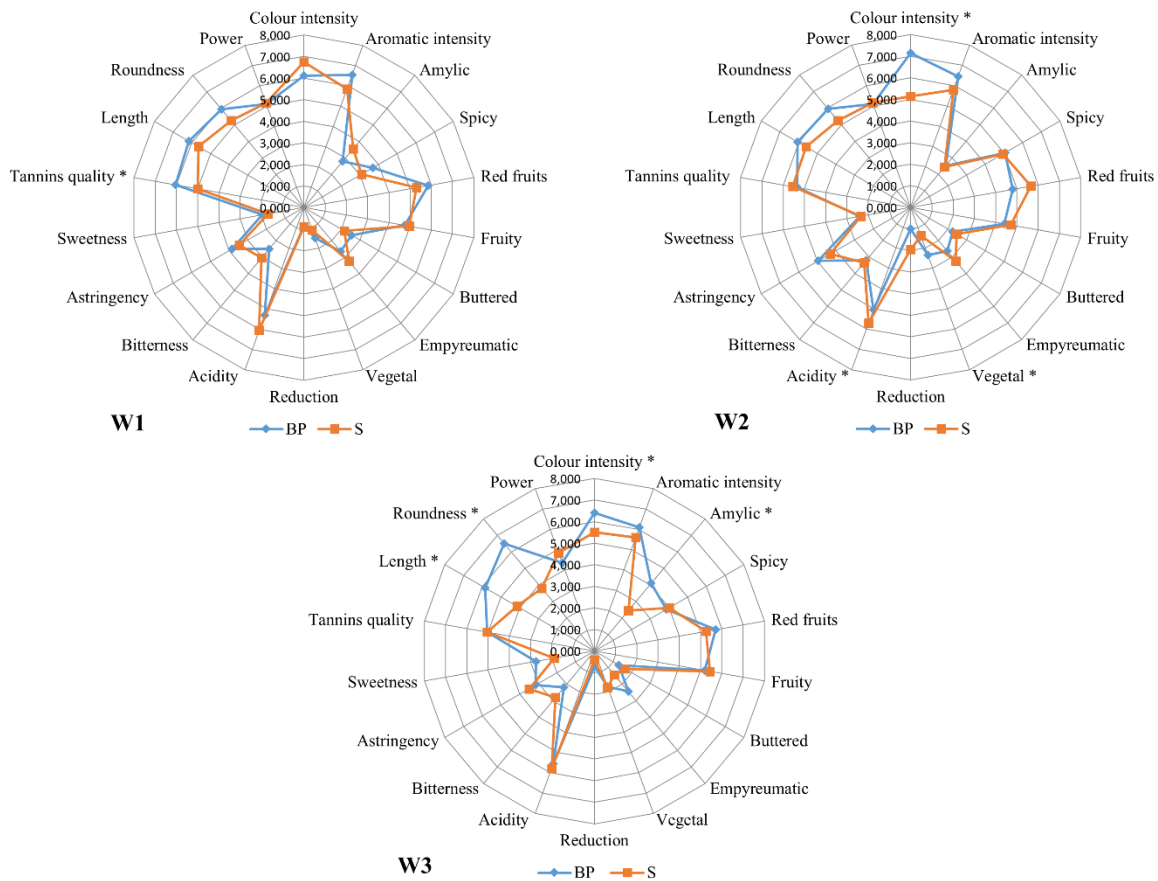 Colour intensity
Power
Aromatic intensity
Roundness
Amylic
Length
Spicy
Tannins quality *
Red fruits
Sweetness
Fruity
Astringency
Buttered
Bitterness
Empyreumatic
Acidity
Vegetal
Reduction
8,000
7,000
6,000
5,000
4,000
3,000
2,000
1,000
0,000
W1
BP S
Colour intensity *
Power
Aromatic intensity
Roundness
Amylic
Length
Spicy
Tannins quality
Red fruits
Sweetness
Fruity
Astringency
Buttered
Bitterness
Empyreumatic
Acidity *
Vegetal *
Reduction
8,000
7,000
6,000
5,000
4,000
3,000
2,000
1,000
0,000
W2
BP S
Colour intensity *
Power
Aromatic intensity
Roundness *
Amylic *
Length *
Spicy
Tannins quality
Red fruits
Sweetness
Fruity
Astringency
Buttered
Bitterness
Empyreumatic
Acidity
Vegetal
Reduction
8,000
7,000
6,000
5,000
4,000
3,000
2,000
1,000
0,000
W3
BP S